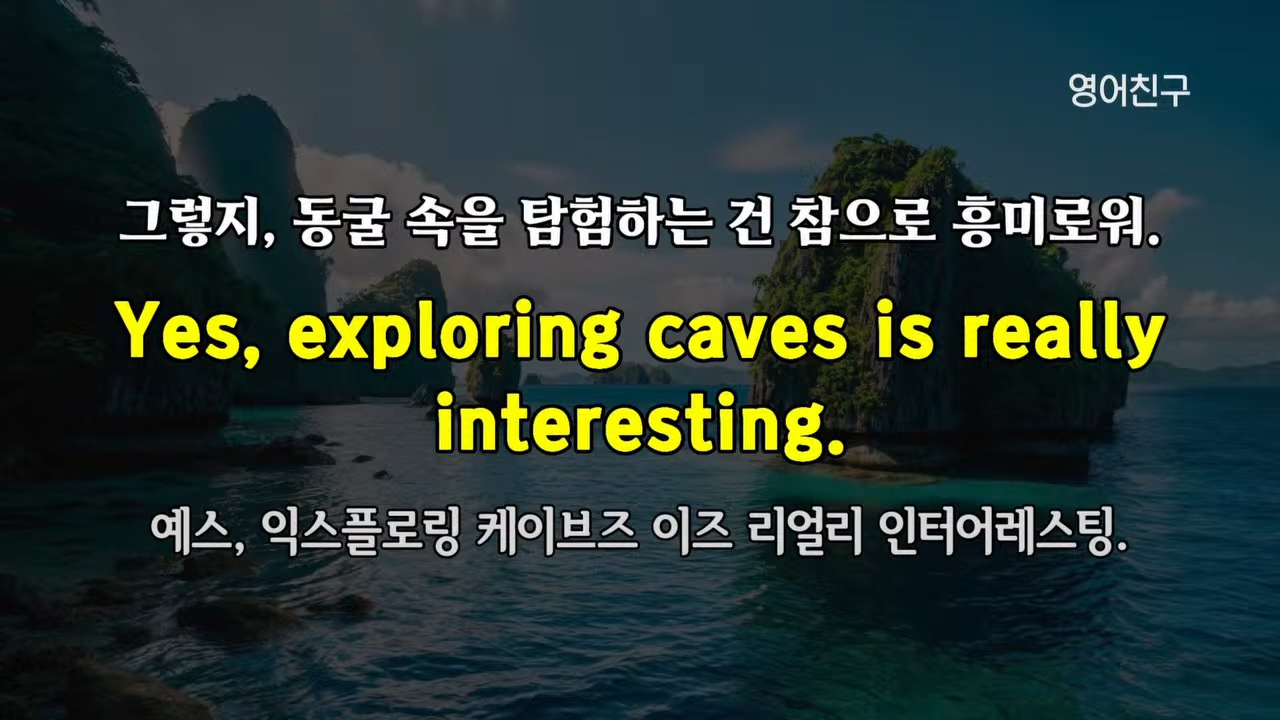 영어친구
그렇지, 동굴 속을 탐험하는 건 참으로 흥미로워.
Yes, exploring caves is really
interesting.
예스, 익스플로링 케이브즈 이즈 리얼리 인터어레스팅.